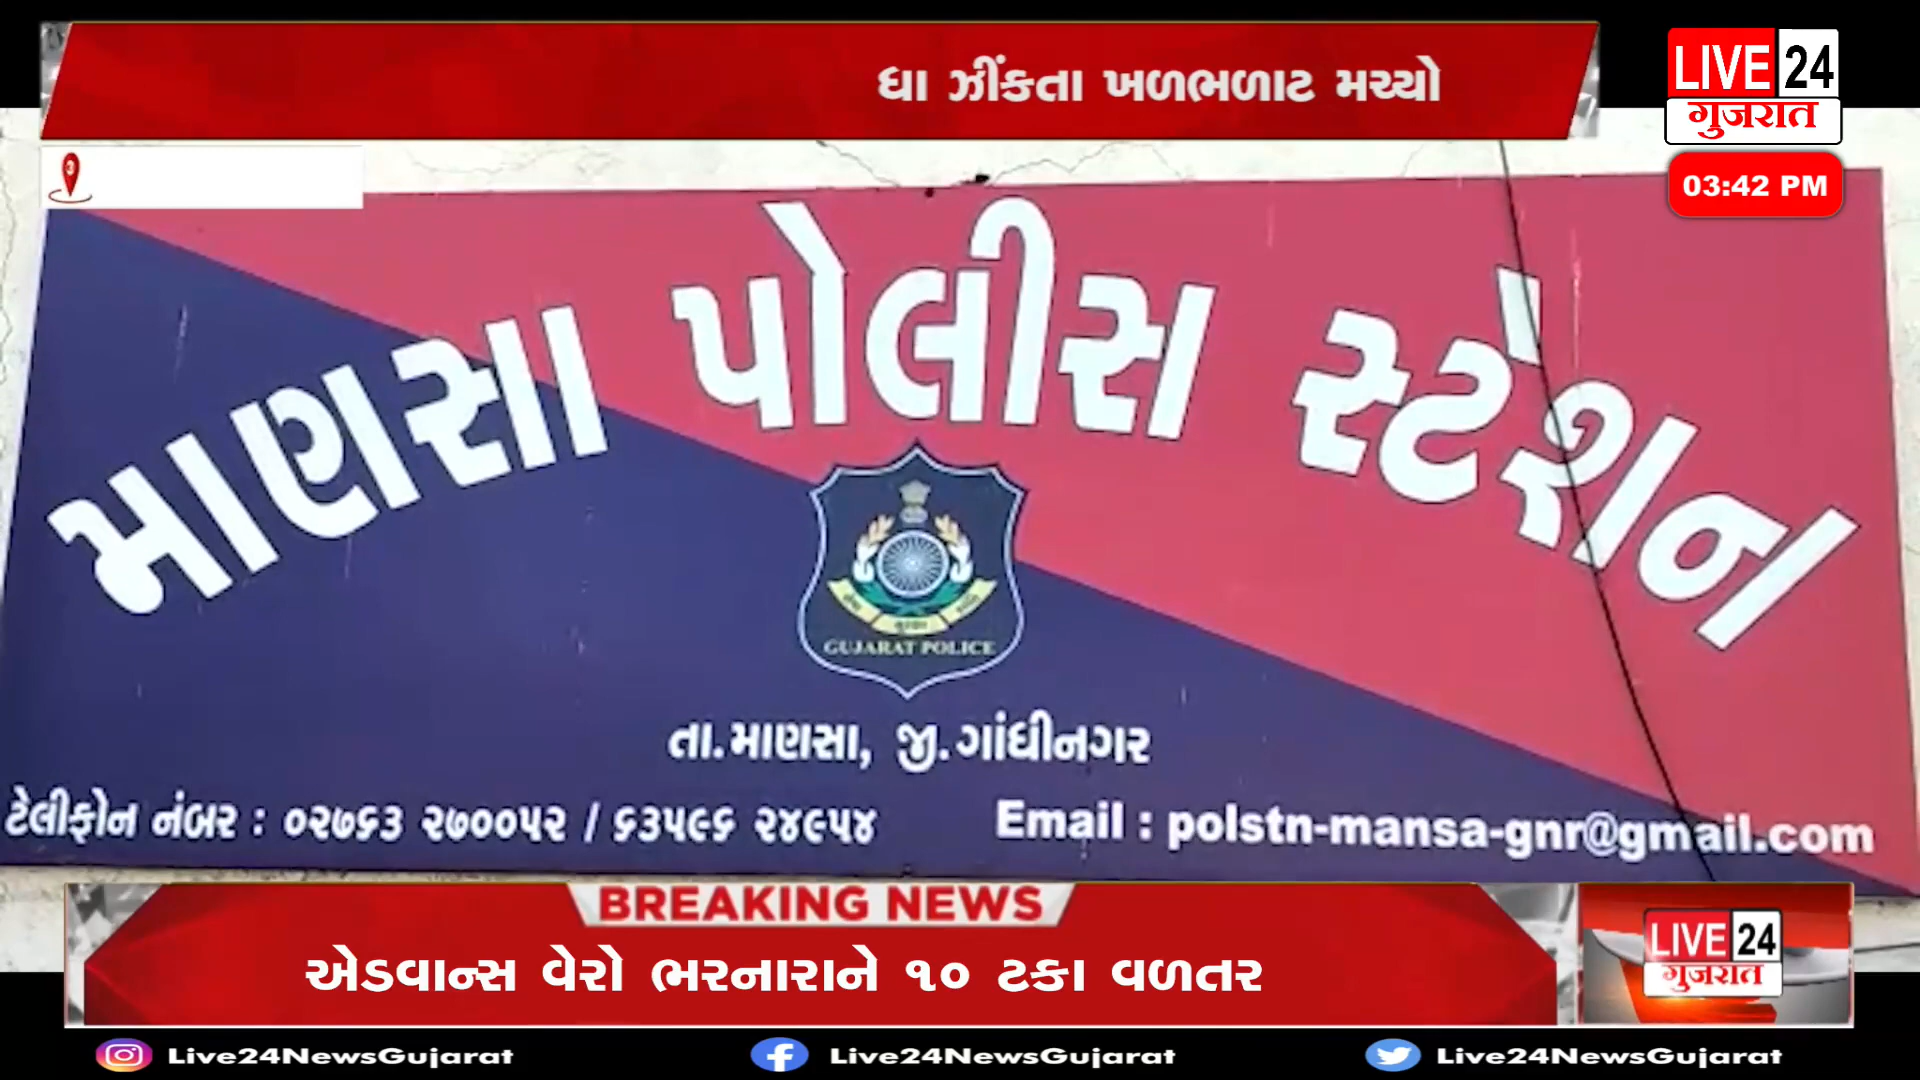 ધા ઝીંકતા ખળભળાટ મચ્યો
LIVE 24
ગુજરાત
03:42 PM
માણસા પોલીસ સ્ટેશન
GUJARAT POLICE
તા.માણસા, જી.ગાંધીનગર
ટેલીફોન નંબર : ૦૨૭૬૩ ૨૭૦૦૫૨ / ૬૩૫૯૬ ૨૪૯૫૪
Email : polstn-mansa-gnr@gmail.com
BREAKING NEWS
એડવાન્સ વેરો ભરનારાને ૧૦ ટકા વળતર
LIVE 24
ગુજરાત
Live24NewsGujarat
Live24NewsGujarat
Live24NewsGujarat